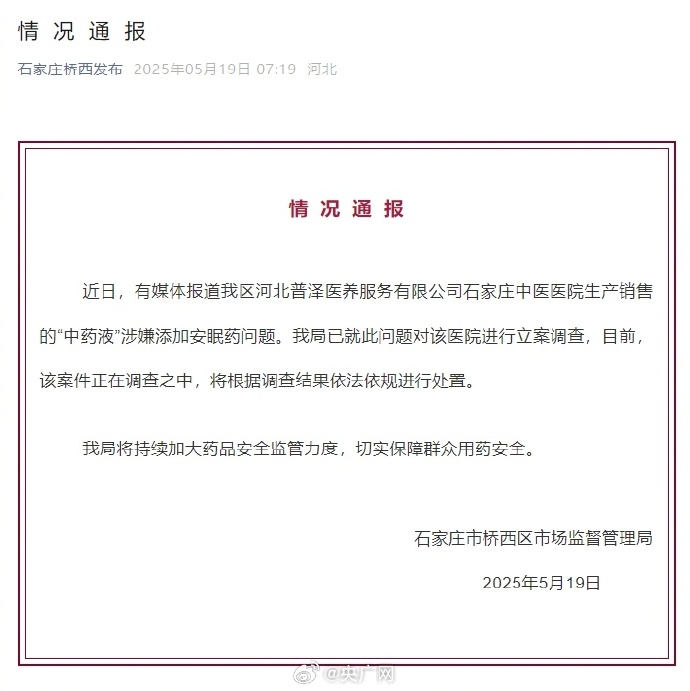 情况通报
石家庄桥西发布 2025年05月19日 07:19 河北
情况通报
近日，有媒体报道我区河北普泽医养服务有限公司石家庄中医医院生产销售
的“中药液”涉嫌添加安眠药问题。我局已就此问题对该医院进行立案调查，目前，
该案件正在调查之中，将根据调查结果依法依规进行处置。
我局将持续加大药品安全监管力度，切实保障群众用药安全。
石家庄市桥西区市场监督管理局
2025年5月19日
@央广网